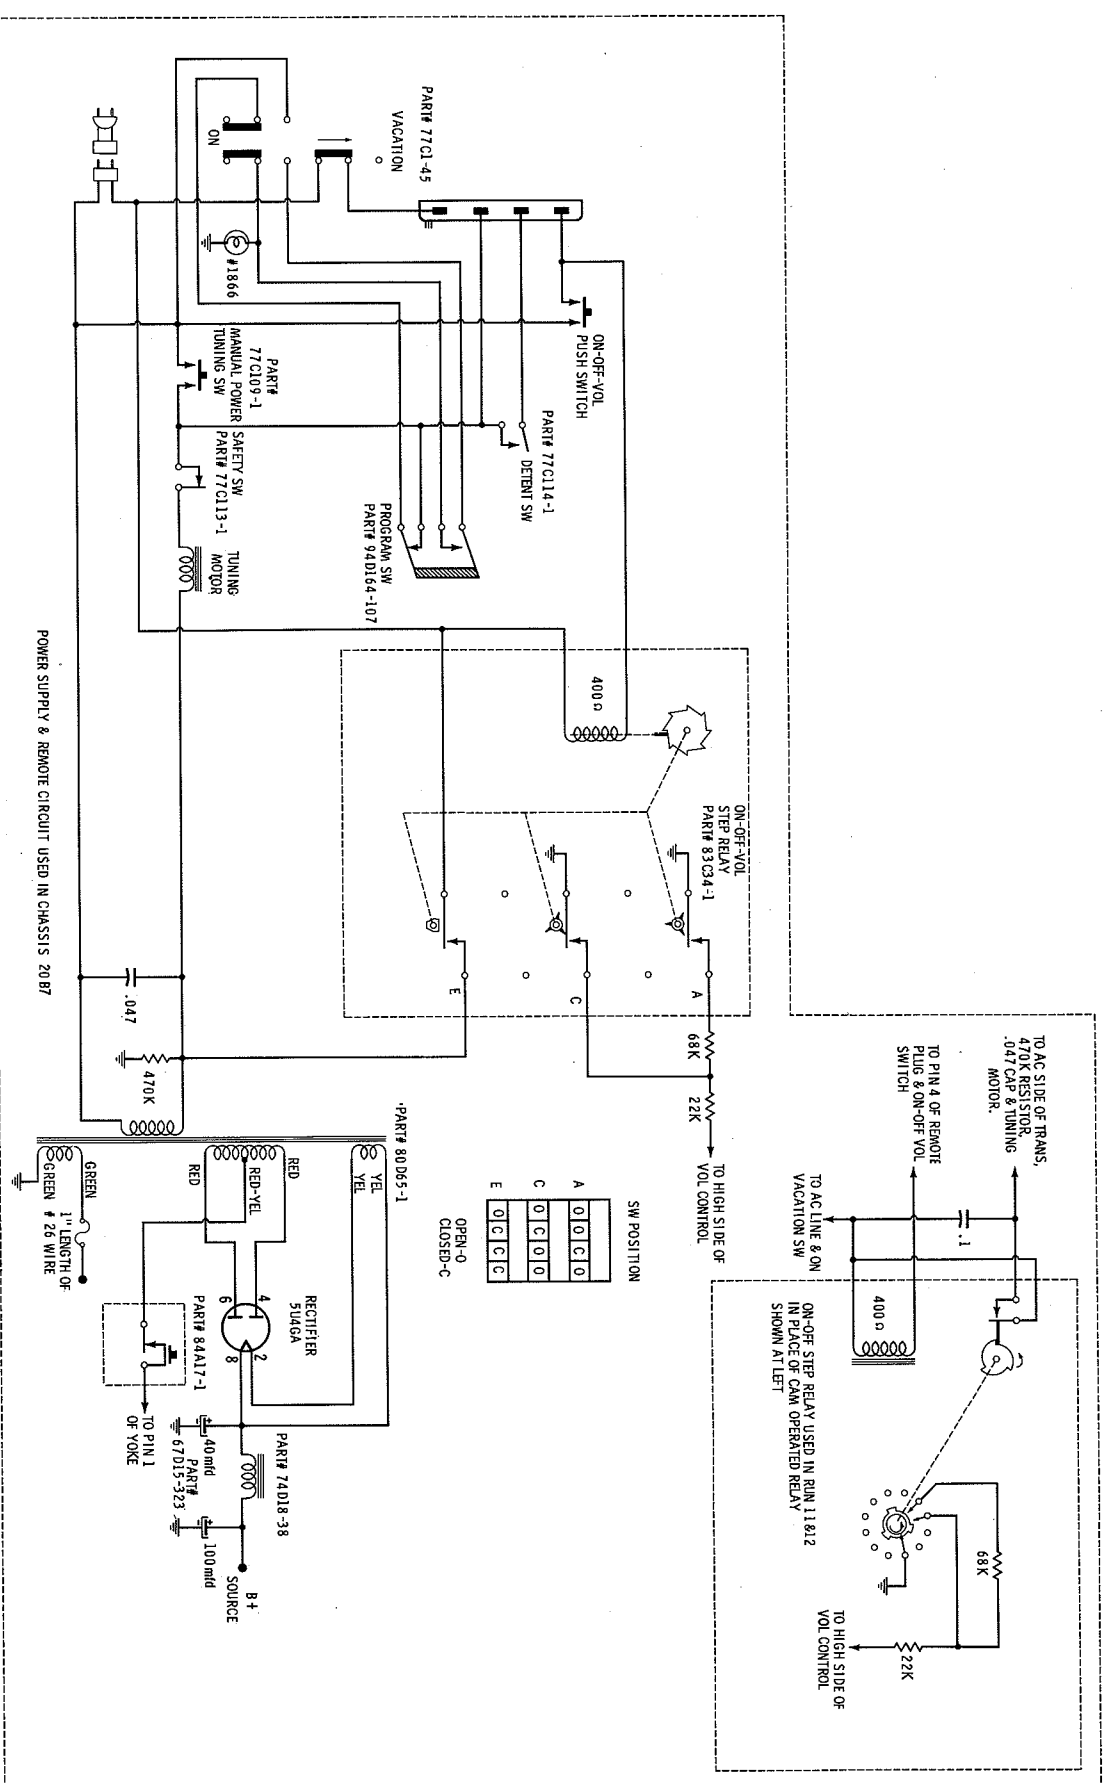 TO AC SIDE OF TRANS,
470K RESISTOR,
.047 CAP & TUNING
MOTOR.
TO PIN 4 OF REMOTE
PLUG & ON-OFF VOL
SWITCH
TO AC LINE & ON
VACATION SW
.1
400Ω
ON-OFF STEP RELAY USED IN RUN 11&12
IN PLACE OF CAM OPERATED RELAY
SHOWN AT LEFT
68K
22K
TO HIGH SIDE OF
VOL CONTROL
PART# 77C1-45
VACATION
ON
#1866
ON-OFF-VOL
PUSH SWITCH
PART# 77C114-1
DETENT SW
PART#
77C109-1
MANUAL POWER
TUNING SW
SAFETY SW
PART# 77C113-1
TUNING
MOTOR
PROGRAM SW
PART# 94D164-107
400Ω
ON-OFF-VOL
STEP RELAY
PART# 83C34-1
A
C
E
68K
22K
TO HIGH SIDE OF
VOL CONTROL
SW POSITION
A O O C O
C O C O O
E O C C C
OPEN-O
CLOSED-C
.047
470K
PART# 80D65-1
YEL
YEL
RED
RED-YEL
RED
GREEN
GREEN
1" LENGTH OF
# 26 WIRE
RECTIFIER
5U4GA
4
6
2
8
PART# 84A17-1
TO PIN 1
OF YOKE
PART# 74D18-38
40mfd
PART#
67D15-323
100mfd
B+
SOURCE
POWER SUPPLY & REMOTE CIRCUIT USED IN CHASSIS 20B7